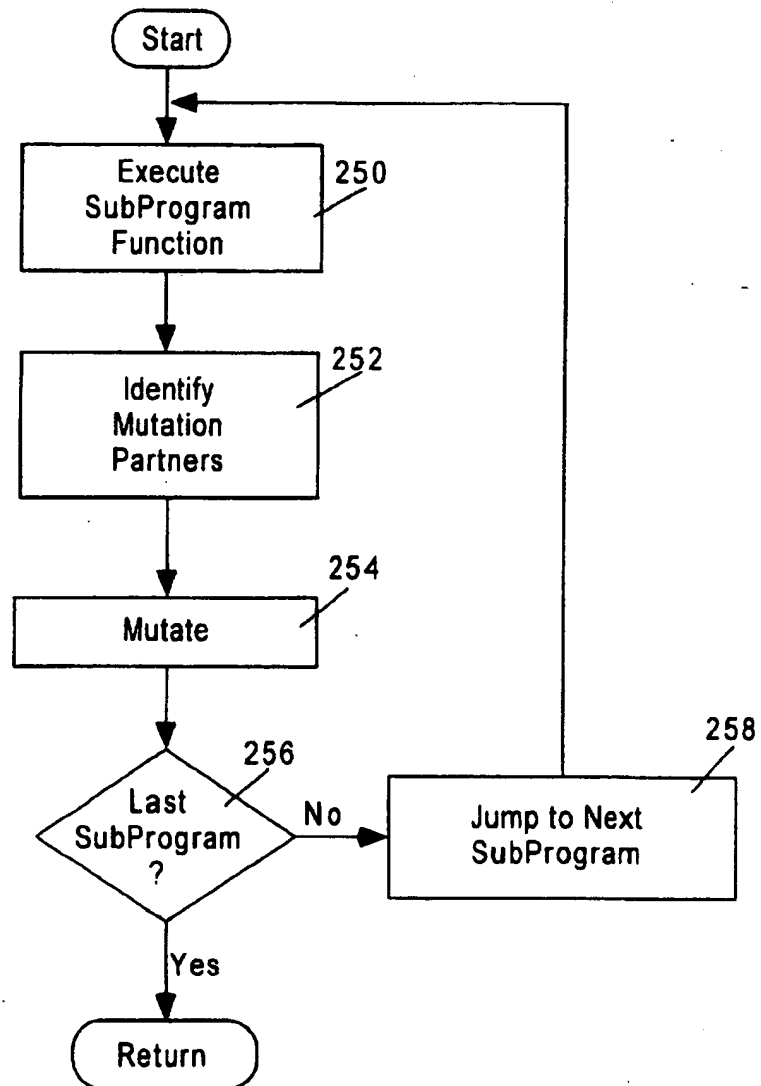 Start
Execute
SubProgram
Function
250
Identify
Mutation
Partners
252
Mutate
254
Last
SubProgram
?
256
No
Jump to Next
SubProgram
258
Yes
Return